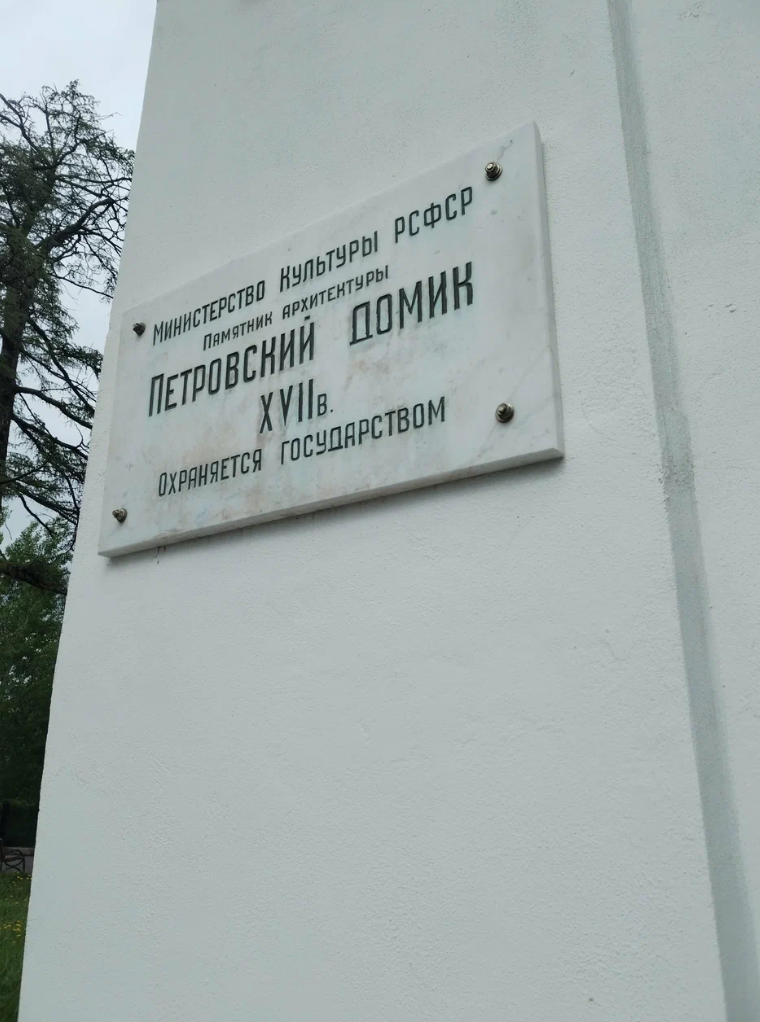 Министерство Культуры РСФСР
Памятник архитектуры
Петровский домик
XVII в.
охраняется государством